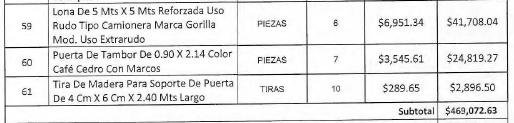 59 Lona De 5 Mts X 5 Mts Reforzada Uso
Rudo Tipo Camionera Marca Gorilla
Mod. Uso Extrarudo PIEZAS 6 $6,951.34 $41,708.04
60 Puerta De Tambor De 0.90 X 2.14 Color
Café Cedro Con Marcos PIEZAS 7 $3,545.61 $24,819.27
61 Tira De Madera Para Soporte De Puerta
De 4 Cm X 6 Cm X 2.40 Mts Largo TIRAS 10 $289.65 $2,896.50
Subtotal $469,072.63